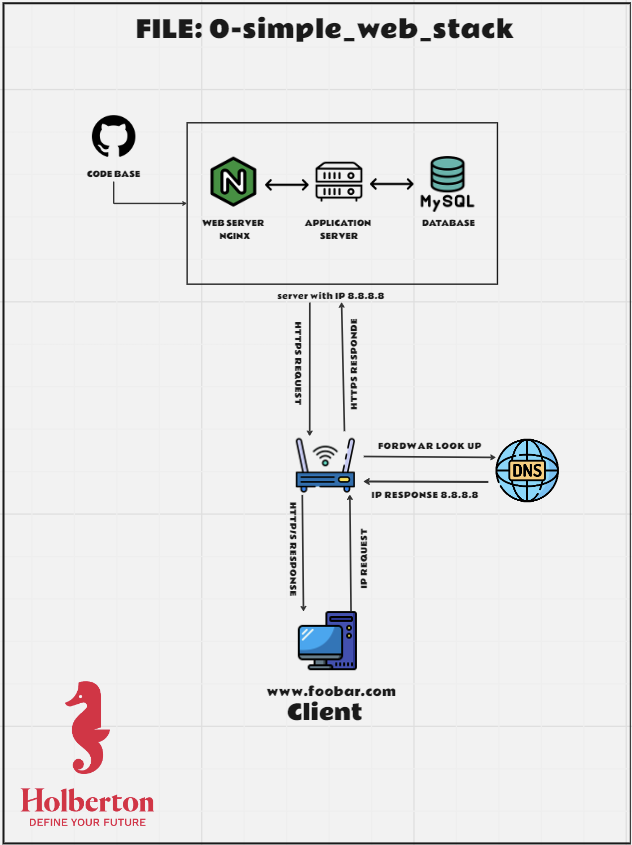 FILE: 0-simple_web_stack
CODE BASE
WEB SERVER
NGINX
APPLICATION
SERVER
MySQL
DATABASE
server with IP 8.8.8.8
HTTPS REQUEST
HTTPS RESPONDE
FORDWAR LOOK UP
DNS
IP RESPONSE 8.8.8.8
HTTP/S RESPONSE
IP REQUEST
www.foobar.com
Client
Holberton
DEFINE YOUR FUTURE